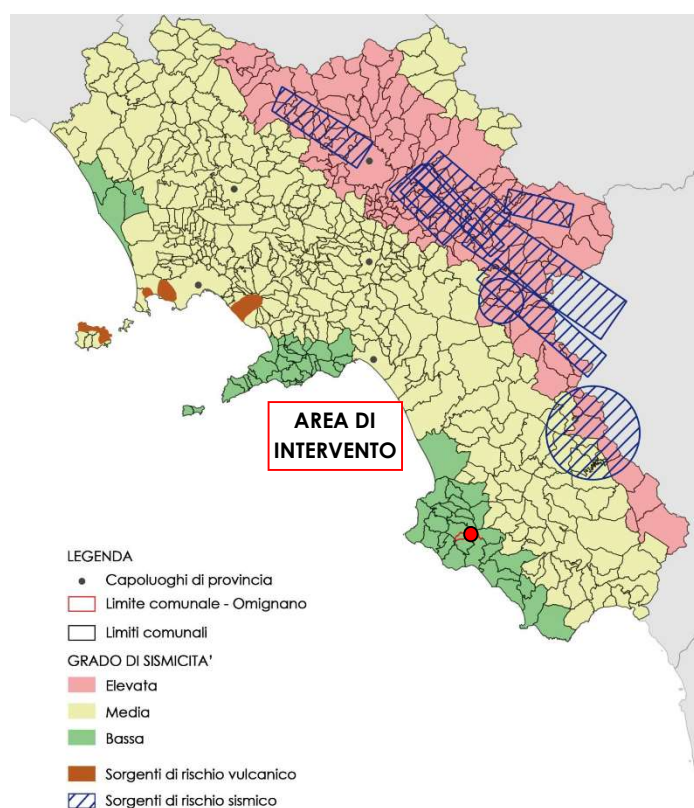 AREA DI
INTERVENTO
LEGENDA
Capoluoghi di provincia
Limite comunale - Omignano
Limiti comunali
GRADO DI SISMICITA'
Elevata
Media
Bassa
Sorgenti di rischio vulcanico
Sorgenti di rischio sismico